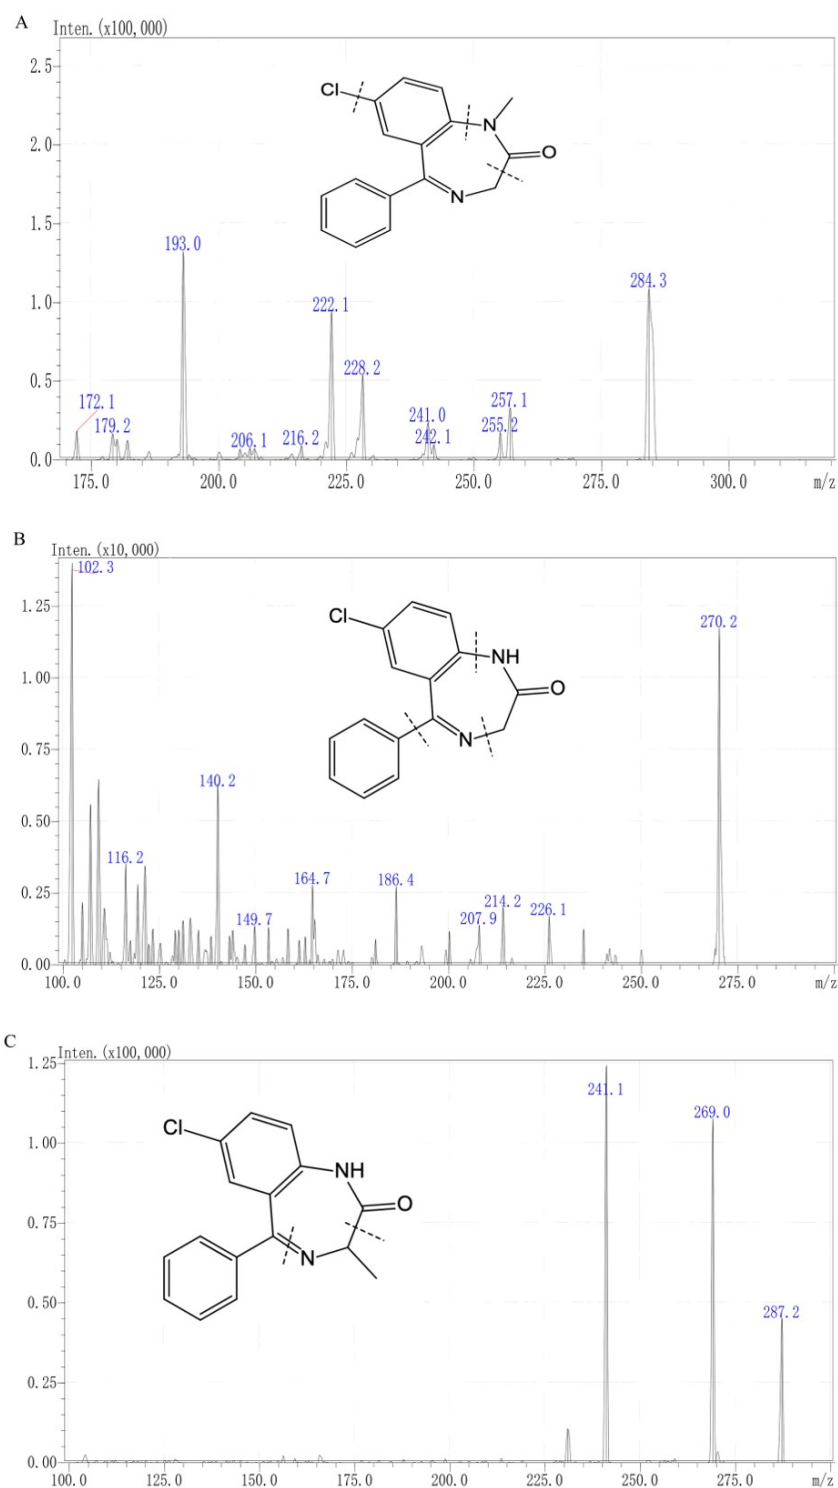 A
Inten. (x100,000)
2.5
2.0
1.5
1.0
0.5
0.0
193.0
222.1
228.2
284.3
257.1
241.0
255.2
242.1
172.1
179.2
206.1
216.2
Cl
N
O
N
175.0 200.0 225.0 250.0 275.0 300.0 m/z
B
Inten. (x10,000)
1.25
1.00
0.75
0.50
0.25
0.00
102.3
270.2
140.2
116.2
164.7
186.4
149.7
207.9
214.2
226.1
Cl
NH
O
N
100.0 125.0 150.0 175.0 200.0 225.0 250.0 275.0 m/z
C
Inten. (x100,000)
1.25
1.00
0.75
0.50
0.25
0.00
241.1
269.0
287.2
Cl
NH
O
N
100.0 125.0 150.0 175.0 200.0 225.0 250.0 275.0 m/z